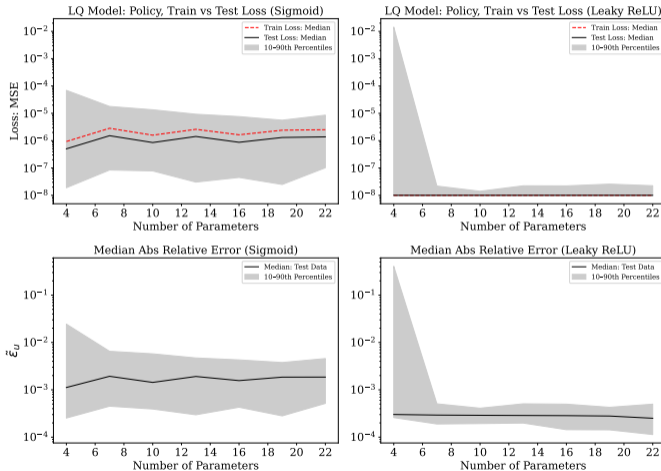 LQ Model: Policy, Train vs Test Loss (Sigmoid)
Train Loss: Median
Test Loss: Median
10–90th Percentiles
Loss: MSE
10⁻²
10⁻³
10⁻⁴
10⁻⁵
10⁻⁶
10⁻⁷
10⁻⁸
4 6 8 10 12 14 16 18 20 22
Number of Parameters
LQ Model: Policy, Train vs Test Loss (Leaky ReLU)
Train Loss: Median
Test Loss: Median
10–90th Percentiles
10⁻²
10⁻³
10⁻⁴
10⁻⁵
10⁻⁶
10⁻⁷
10⁻⁸
4 6 8 10 12 14 16 18 20 22
Number of Parameters
Median Abs Relative Error (Sigmoid)
Median: Test Data
10–90th Percentiles
ε̃ᵤ
10⁻¹
10⁻²
10⁻³
10⁻⁴
4 6 8 10 12 14 16 18 20 22
Number of Parameters
Median Abs Relative Error (Leaky ReLU)
Median: Test Data
10–90th Percentiles
10⁻¹
10⁻²
10⁻³
10⁻⁴
4 6 8 10 12 14 16 18 20 22
Number of Parameters